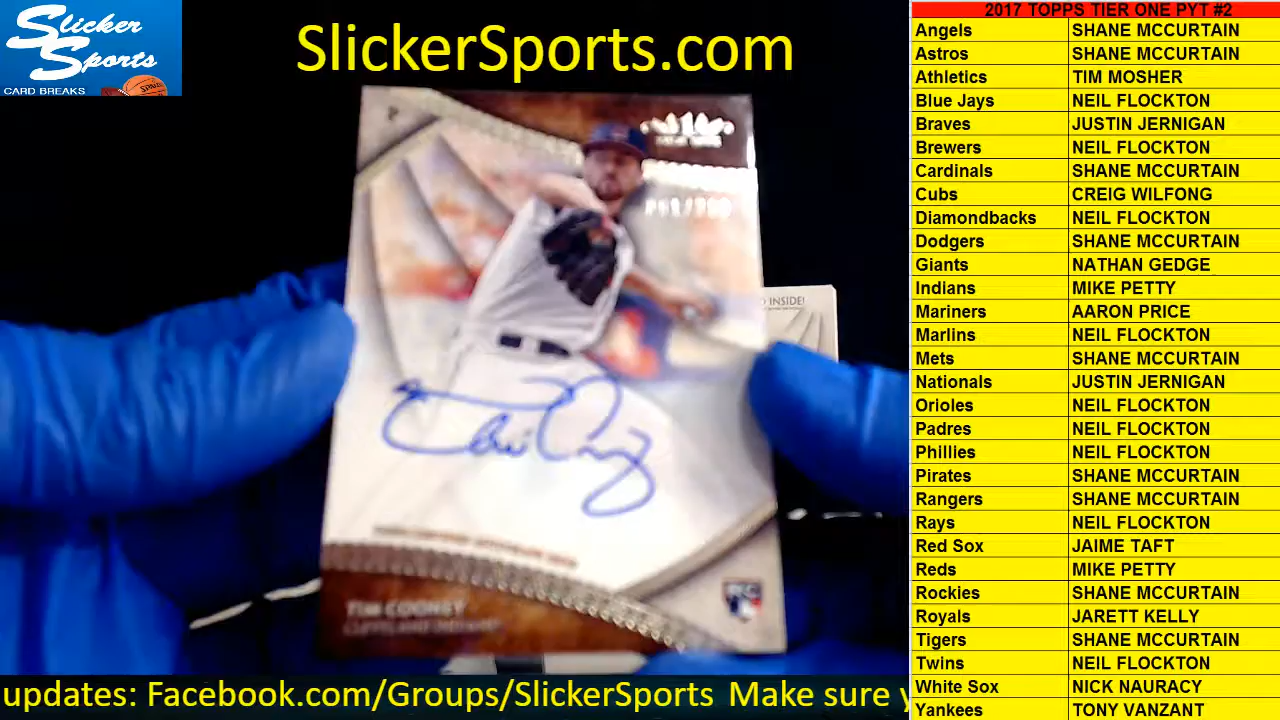 Slicker
Sports
CARD BREAKS
SlickerSports.com
P
D INSIDE!
TIM COONEY
CLEVELAND INDIANS
updates: Facebook.com/Groups/SlickerSports Make sure y
2017 TOPPS TIER ONE PYT #2
Angels SHANE MCCURTAIN
Astros SHANE MCCURTAIN
Athletics TIM MOSHER
Blue Jays NEIL FLOCKTON
Braves JUSTIN JERNIGAN
Brewers NEIL FLOCKTON
Cardinals SHANE MCCURTAIN
Cubs CREIG WILFONG
Diamondbacks NEIL FLOCKTON
Dodgers SHANE MCCURTAIN
Giants NATHAN GEDGE
Indians MIKE PETTY
Mariners AARON PRICE
Marlins NEIL FLOCKTON
Mets SHANE MCCURTAIN
Nationals JUSTIN JERNIGAN
Orioles NEIL FLOCKTON
Padres NEIL FLOCKTON
Phillies NEIL FLOCKTON
Pirates SHANE MCCURTAIN
Rangers SHANE MCCURTAIN
Rays NEIL FLOCKTON
Red Sox JAIME TAFT
Reds MIKE PETTY
Rockies SHANE MCCURTAIN
Royals JARETT KELLY
Tigers SHANE MCCURTAIN
Twins NEIL FLOCKTON
White Sox NICK NAURACY
Yankees TONY VANZANT